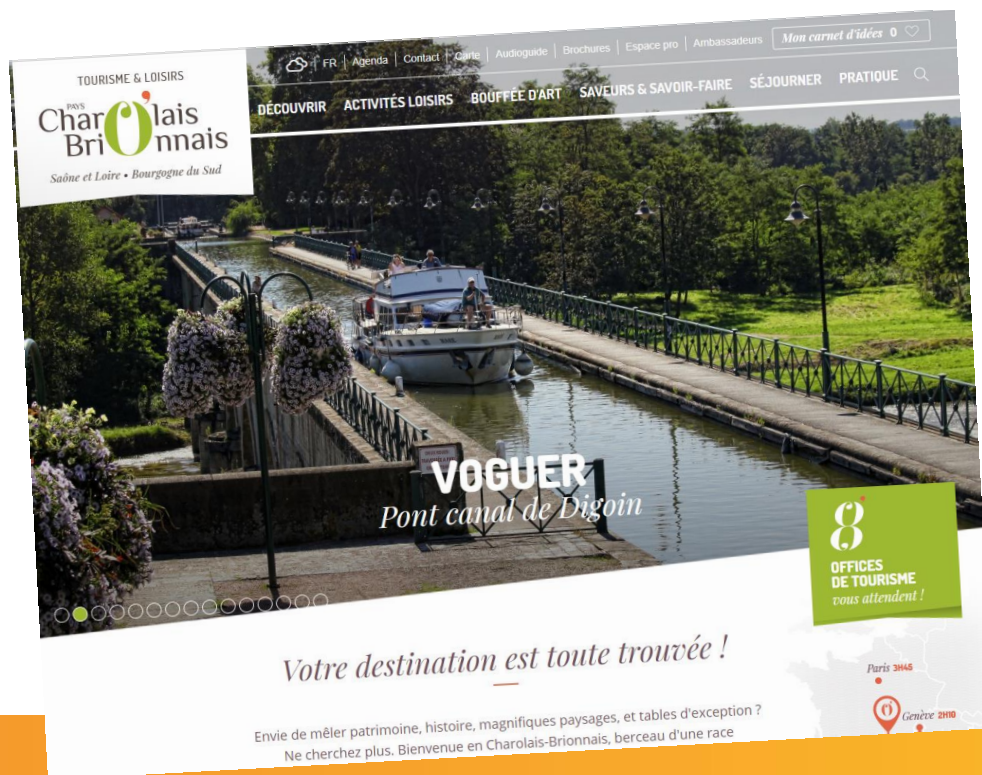 TOURISME & LOISIRS
PAYS
Charolais
Brionnais
Saône et Loire • Bourgogne du Sud
FR
Agenda
Contact
Carte
Audioguide
Brochures
Espace pro
Ambassadeurs
Mon carnet d'idées 0
DÉCOUVRIR
ACTIVITÉS LOISIRS
BOUFFÉE D'ART
SAVEURS & SAVOIR-FAIRE
SÉJOURNER
PRATIQUE
VOGUER
Pont canal de Digoin
8
OFFICES
DE TOURISME
vous attendent !
Votre destination est toute trouvée !
Envie de mêler patrimoine, histoire, magnifiques paysages, et tables d'exception ?
Ne cherchez plus. Bienvenue en Charolais-Brionnais, berceau d'une race
Paris 3H45
Genève 2H10